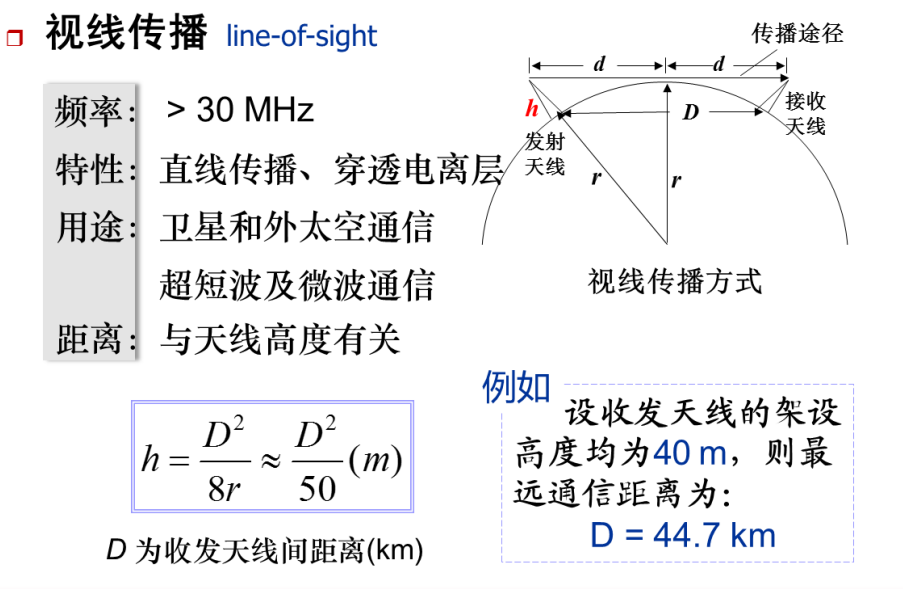 视线传播 line-of-sight
频率： > 30 MHz
特性：直线传播、穿透电离层
用途：卫星和外太空通信
超短波及微波通信
距离：与天线高度有关
h = D²/8r ≈ D²/50 (m)
D 为收发天线间距离(km)
传播途径
d d
h D
接收
天线
发射
天线
r r
视线传播方式
例如
设收发天线的架设
高度均为40 m，则最
远通信距离为：
D = 44.7 km